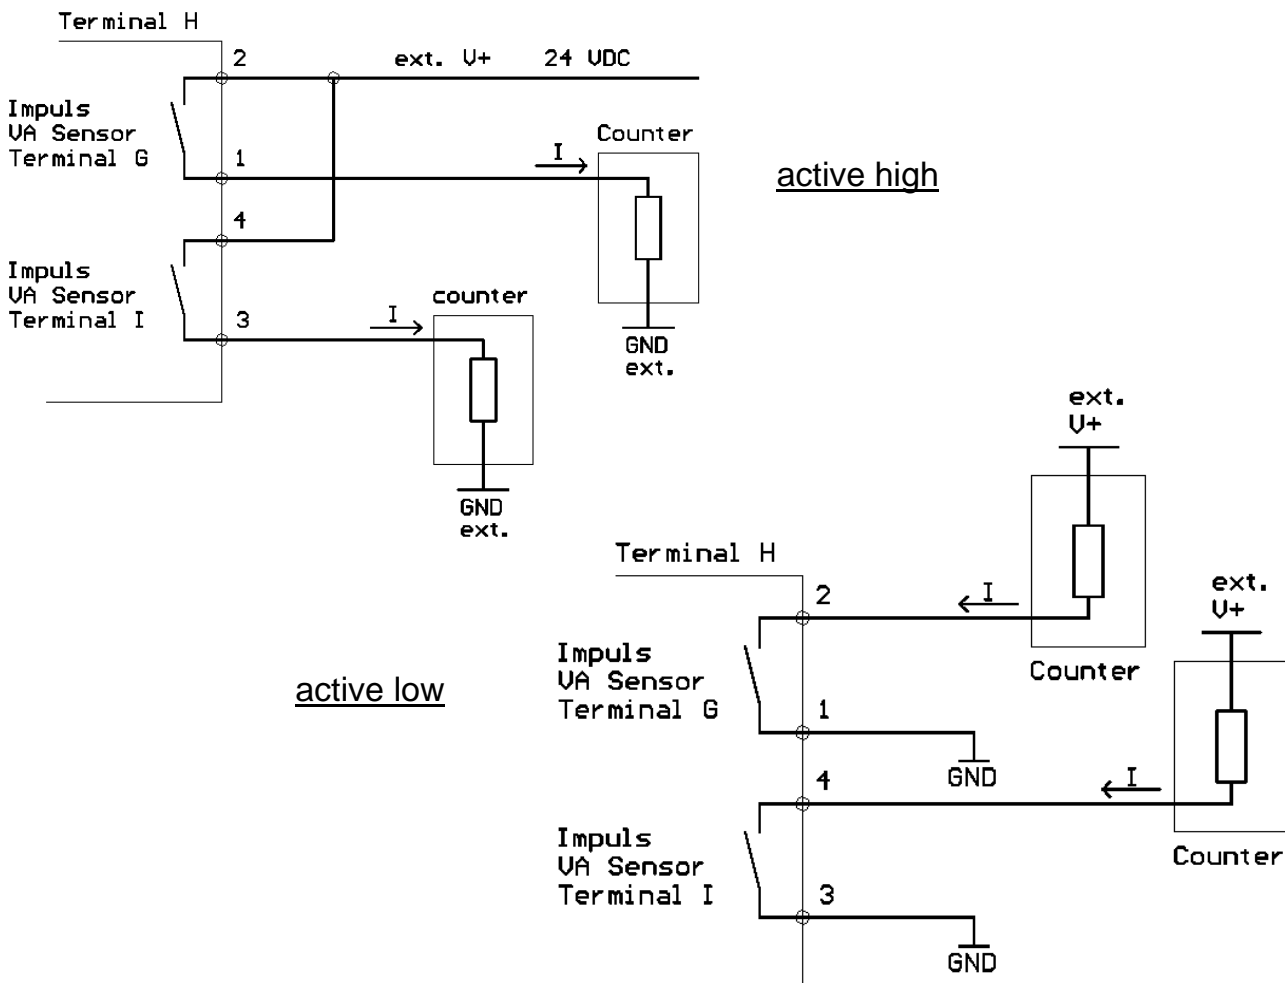 Terminal H
2
ext. V+ 24 VDC
Impuls
VA Sensor
Terminal G
1
I
Counter
active high
4
Impuls
VA Sensor
Terminal I
3
I
counter
GND
ext.
GND
ext.
ext.
V+
Terminal H
2
I
ext.
V+
Impuls
VA Sensor
Terminal G
1
Counter
active low
GND
4
I
Impuls
VA Sensor
Terminal I
3
Counter
GND